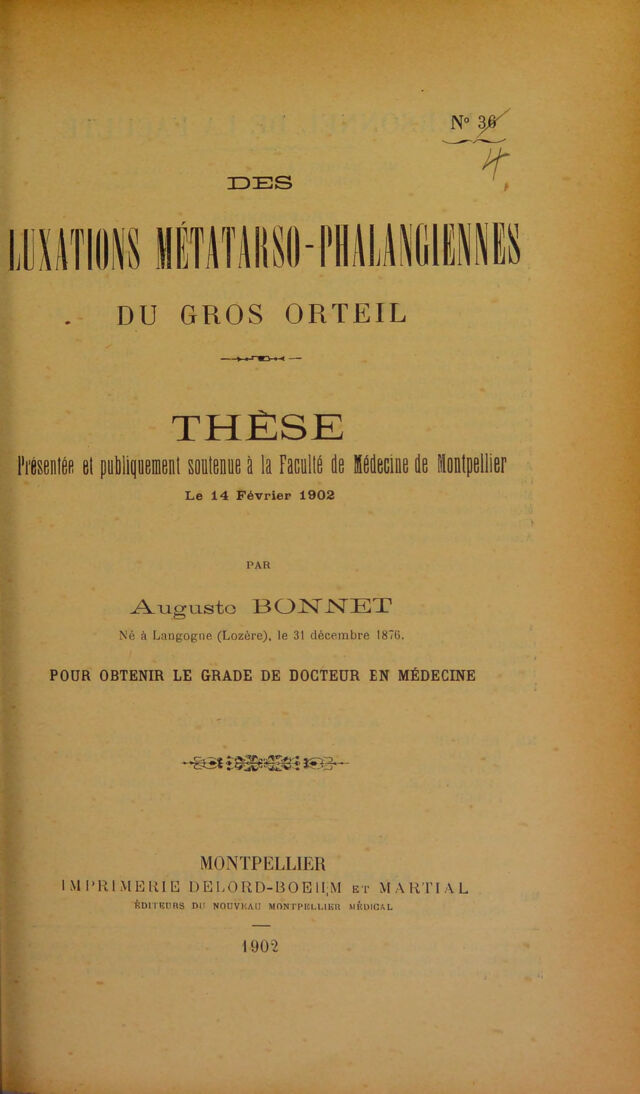 N° 36
4
DES
LUXATIONS MÉTATARSO-PHALANGIENNES
DU GROS ORTEIL
THÈSE
Présentée et publiquement soutenue à la Faculté de Médecine de Montpellier
Le 14 Février 1902
PAR
Auguste BONNET
Né à Langogne (Lozère), le 31 décembre 1876.
POUR OBTENIR LE GRADE DE DOCTEUR EN MÉDECINE
MONTPELLIER
IMPRIMERIE DELORD-BOEHM ET MARTIAL
ÉDITEURS DU NOUVEAU MONTPELLIER MÉDICAL
1902